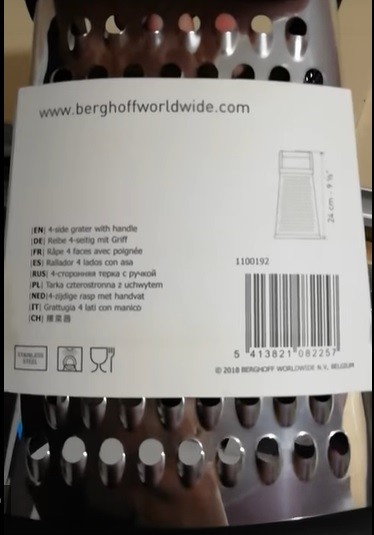 www.berghoffworldwide.com
24 cm - 9 ½"
|EN| 4-side grater with handle
|DE| Reibe 4-seitig mit Griff
|FR| Râpe 4 faces avec poignée
|ES| Rallador 4 lados con asa
|RUS| 4-сторонняя терка с ручкой
|PL| Tarka czterostronna z uchwytem
|NED| 4-zijdige rasp met handvat
|IT| Grattugia 4 lati con manico
|CH|
1100192
5 413821 082257
STAINLESS
STEEL
© 2018 BERGHOFF WORLDWIDE N.V. BELGIUM